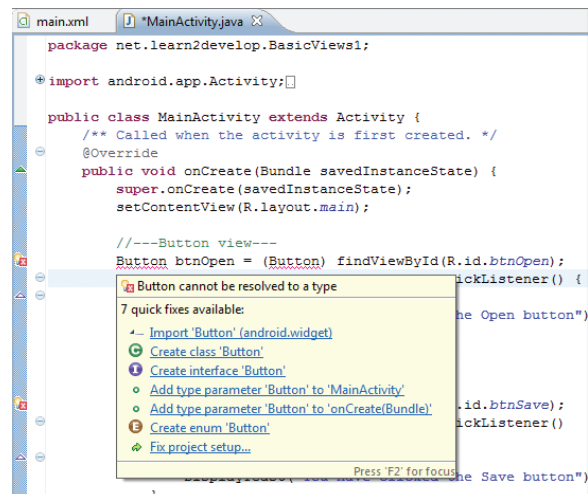 main.xml *MainActivity.java
package net.learn2develop.BasicViews1;
import android.app.Activity;
public class MainActivity extends Activity {
/** Called when the activity is first created. */
@Override
public void onCreate(Bundle savedInstanceState) {
super.onCreate(savedInstanceState);
setContentView(R.layout.main);
//---Button view---
Button btnOpen = (Button) findViewById(R.id.btnOpen);
ickListener() {
Button cannot be resolved to a type
7 quick fixes available:
he Open button")
Import 'Button' (android.widget)
Create class 'Button'
Create interface 'Button'
Add type parameter 'Button' to 'MainActivity'
Add type parameter 'Button' to 'onCreate(Bundle)'
.id.btnSave);
Create enum 'Button'
ickListener()
Fix project setup...
Press 'F2' for focus
he Save button")